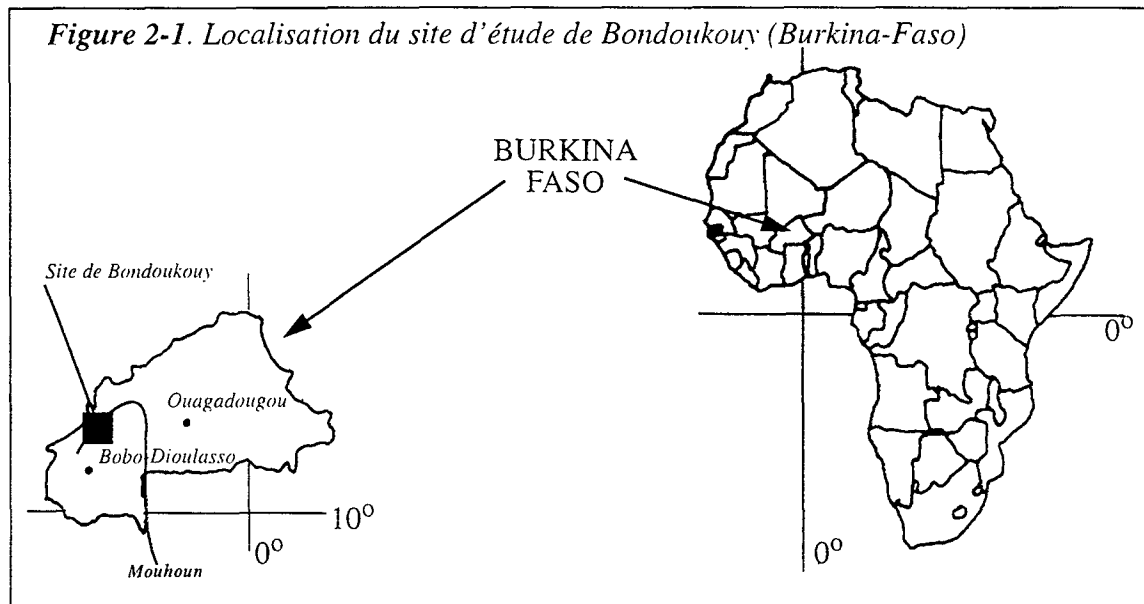 Figure 2-1. Localisation du site d'étude de Bondoukouy (Burkina-Faso)
BURKINA
FASO
Site de Bondoukouy
0°
Ouagadougou
Bobo-Dioulasso
10°
0°
Mouhoun
0°